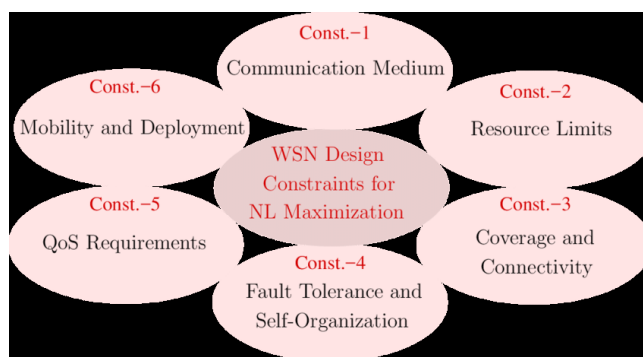 Const.−1
Communication Medium
Const.−2
Resource Limits
Const.−3
Coverage and
Connectivity
Const.−4
Fault Tolerance and
Self-Organization
Const.−5
QoS Requirements
Const.−6
Mobility and Deployment
WSN Design
Constraints for
NL Maximization